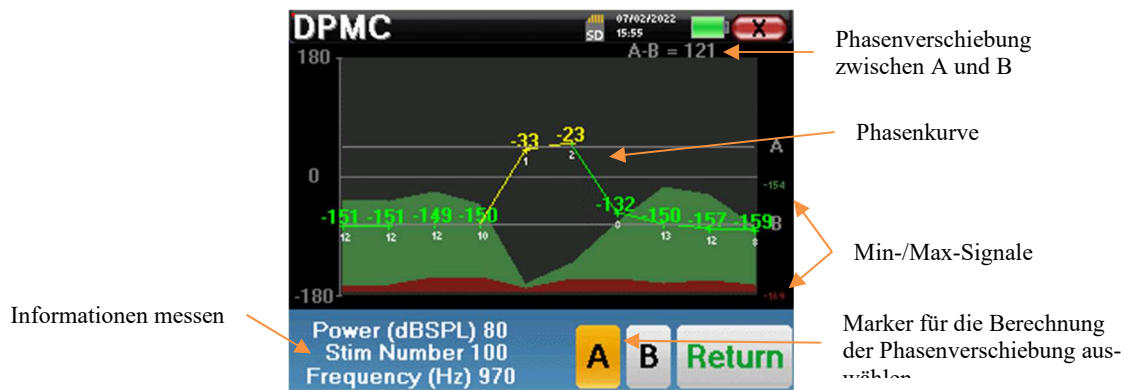 DPMC
SD
07/02/2022
15:55
X
A-B = 121
180
0
-180
-33
-23
1
2
-151
-151
-149
-150
-132
-150
-157
-159
12
12
12
10
0
13
12
8
A
-154
B
-169
Power (dBSPL) 80
Stim Number 100
Frequency (Hz) 970
A
B
Return
Phasenverschiebung
zwischen A und B
Phasenkurve
Min-/Max-Signale
Informationen messen
Marker für die Berechnung
der Phasenverschiebung aus-
wählen